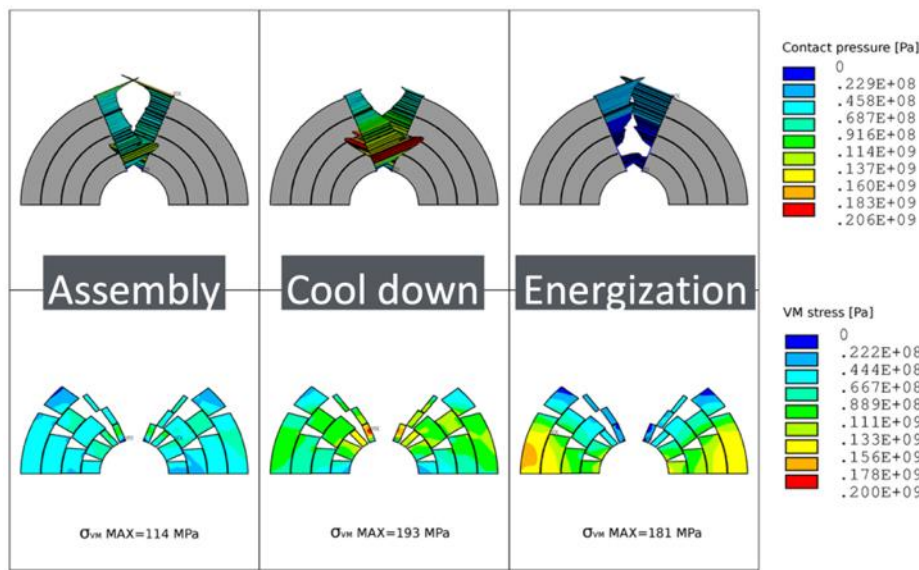 Contact pressure [Pa]
0
.229E+08
.458E+08
.687E+08
.916E+08
.114E+09
.137E+09
.160E+09
.183E+09
.206E+09
Assembly
Cool down
Energization
VM stress [Pa]
0
.222E+08
.444E+08
.667E+08
.889E+08
.111E+09
.133E+09
.156E+09
.178E+09
.200E+09
σVM MAX=114 MPa
σVM MAX=193 MPa
σVM MAX=181 MPa